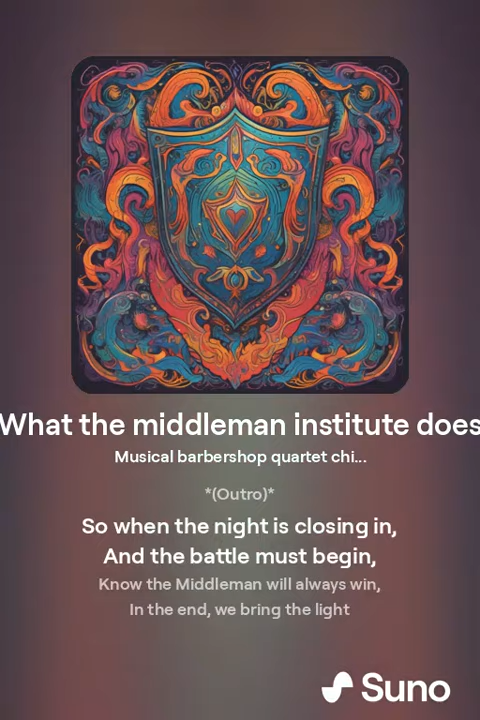 What the middleman institute does
Musical barbershop quartet chi...
*(Outro)*
So when the night is closing in,
And the battle must begin,
Know the Middleman will always win,
In the end, we bring the light
Suno